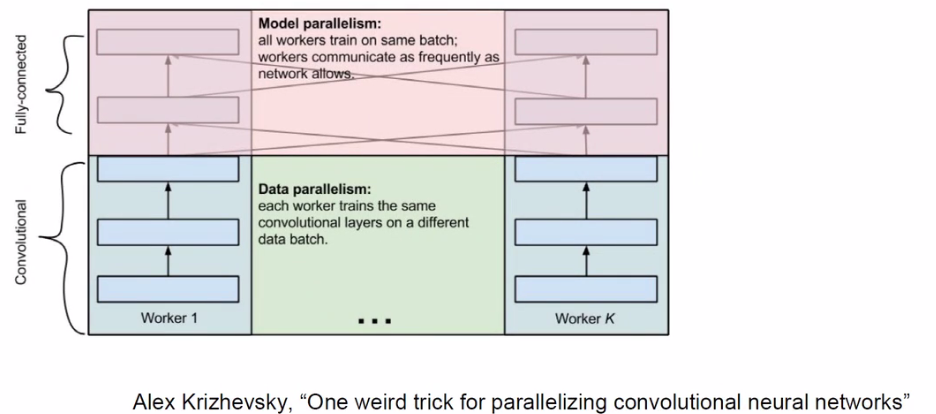 Fully-connected
Model parallelism:
all workers train on same batch;
workers communicate as frequently as
network allows.
Convolutional
Data parallelism:
each worker trains the same
convolutional layers on a different
data batch.
Worker 1
...
Worker K
Alex Krizhevsky, “One weird trick for parallelizing convolutional neural networks”